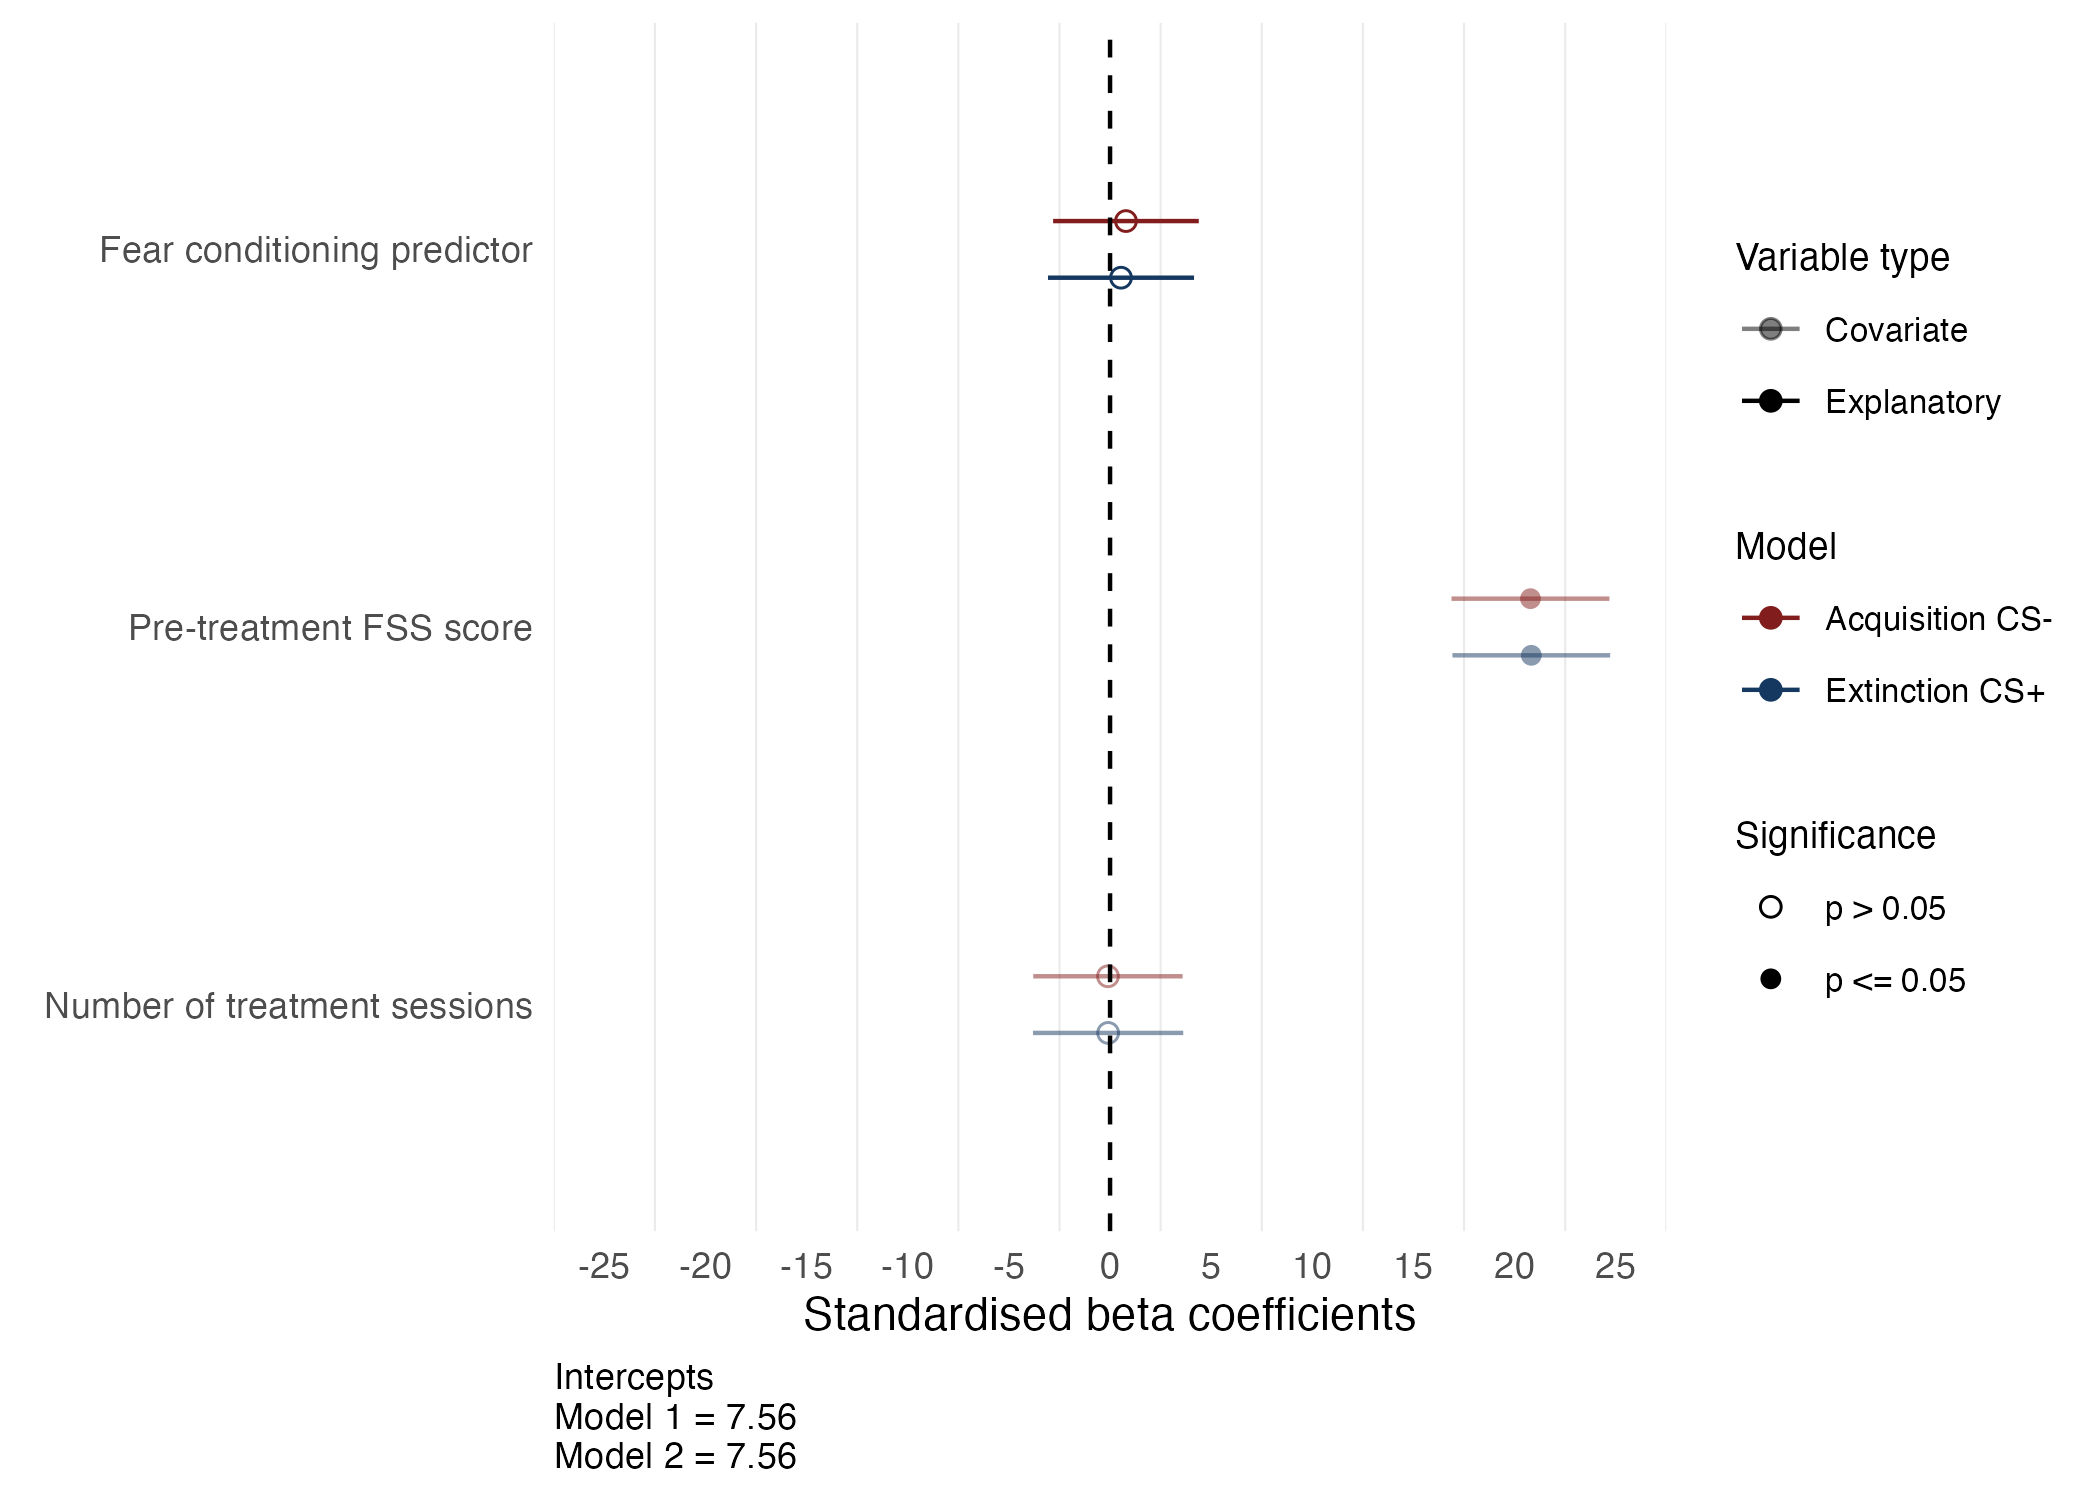 Fear conditioning predictor
Pre-treatment FSS score
Number of treatment sessions
-25 -20 -15 -10 -5 0 5 10 15 20 25
Standardised beta coefficients
Intercepts
Model 1 = 7.56
Model 2 = 7.56
Variable type
Covariate
Explanatory
Model
Acquisition CS-
Extinction CS+
Significance
p > 0.05
p <= 0.05